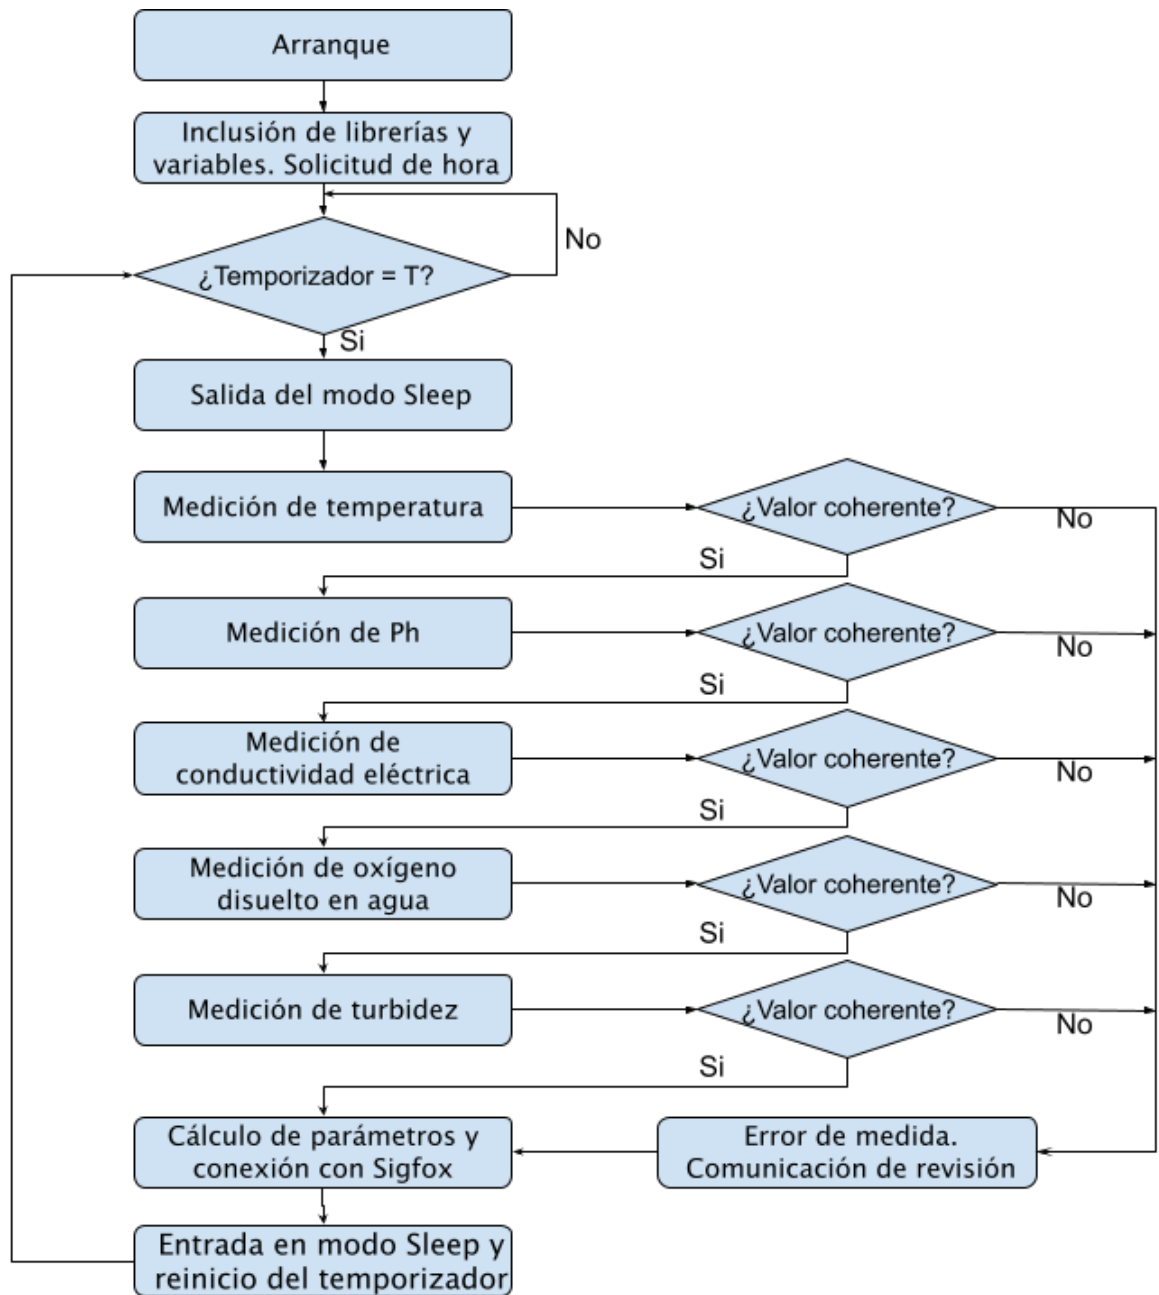 Arranque
Inclusión de librerías y
variables. Solicitud de hora
No
¿Temporizador = T?
Si
Salida del modo Sleep
Medición de temperatura
¿Valor coherente?
No
Si
Medición de Ph
¿Valor coherente?
No
Si
Medición de
conductividad eléctrica
¿Valor coherente?
No
Si
Medición de oxígeno
disuelto en agua
¿Valor coherente?
No
Si
Medición de turbidez
¿Valor coherente?
No
Si
Cálculo de parámetros y
conexión con Sigfox
Error de medida.
Comunicación de revisión
Entrada en modo Sleep y
reinicio del temporizador